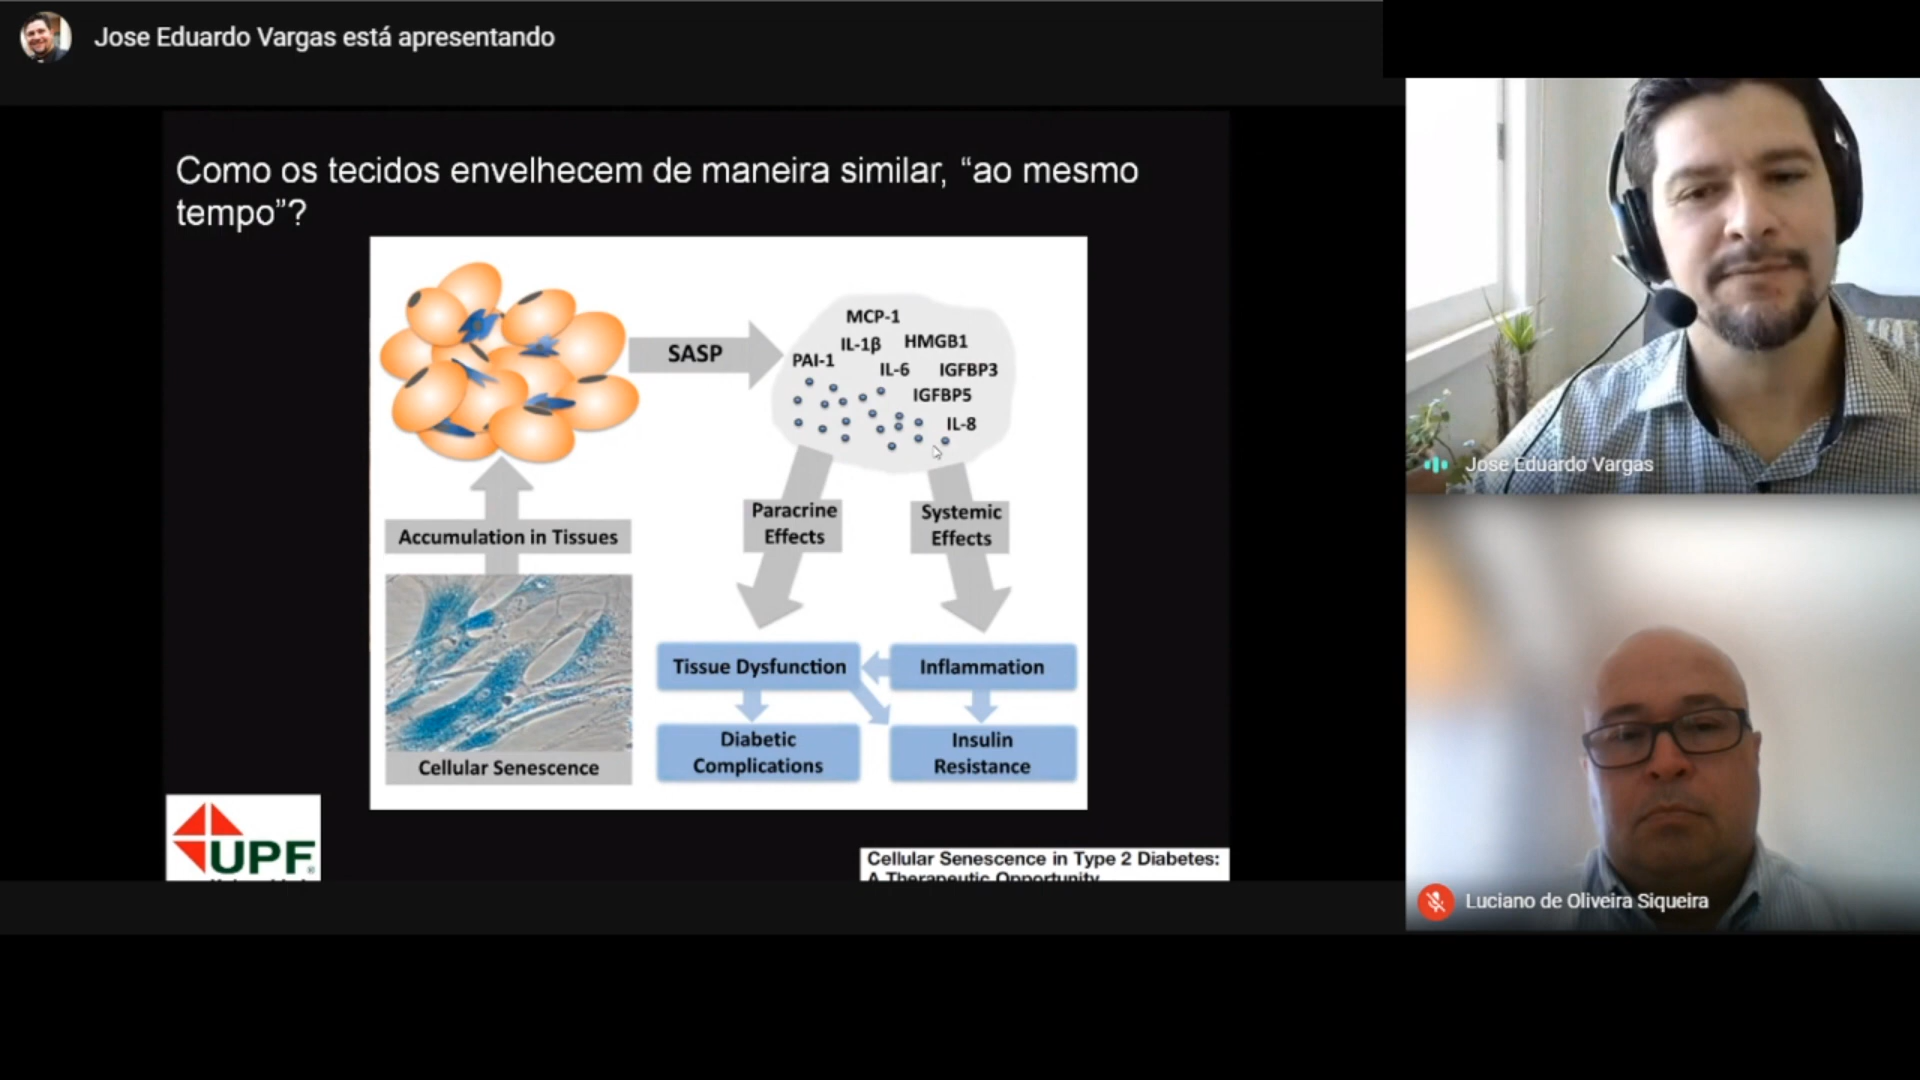 Jose Eduardo Vargas está apresentando
Como os tecidos envelhecem de maneira similar, “ao mesmo
tempo”?
SASP
MCP-1
IL-1β
HMGB1
PAI-1
IL-6
IGFBP3
IGFBP5
IL-8
Accumulation in Tissues
Cellular Senescence
Paracrine
Effects
Systemic
Effects
Tissue Dysfunction
Inflammation
Diabetic
Complications
Insulin
Resistance
UPF
Cellular Senescence in Type 2 Diabetes:
A Therapeutic Opportunity
Jose Eduardo Vargas
Luciano de Oliveira Siqueira